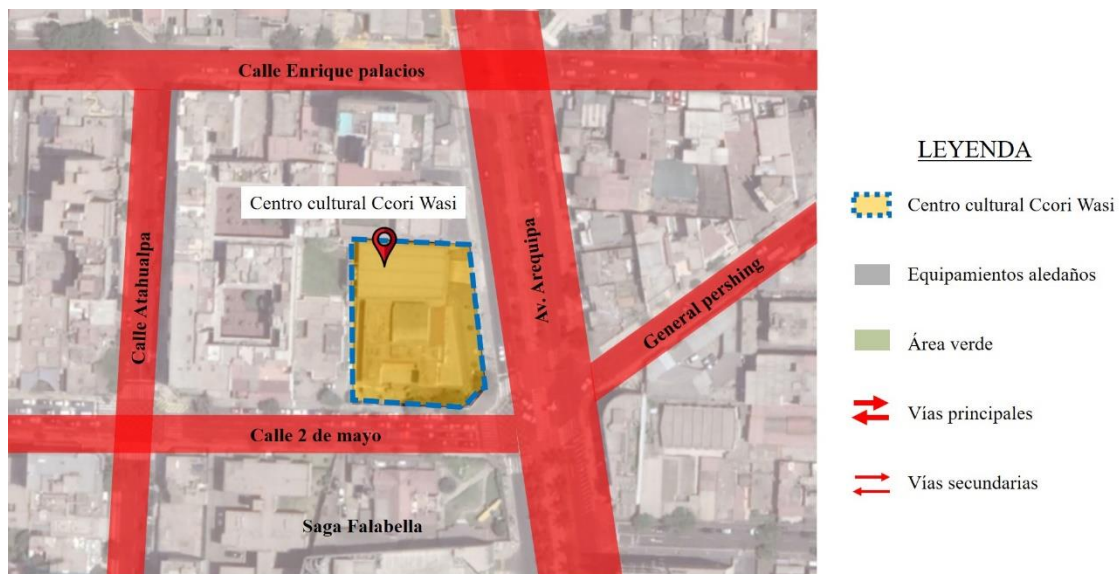 Calle Enrique palacios
Centro cultural Ccori Wasi
Calle Atahualpa
Av. Arequipa
General pershing
Calle 2 de mayo
Saga Falabella
LEYENDA
Centro cultural Ccori Wasi
Equipamientos aledaños
Área verde
Vías principales
Vías secundarias